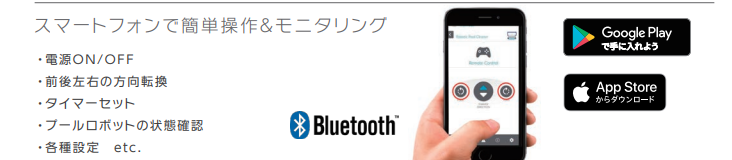 スマートフォンで簡単操作&モニタリング
・電源ON/OFF
・前後左右の方向転換
・タイマーセット
・プールロボットの状態確認
・各種設定　etc.
Bluetooth™
Remote Control
Google Play
で手に入れよう
App Store
からダウンロード